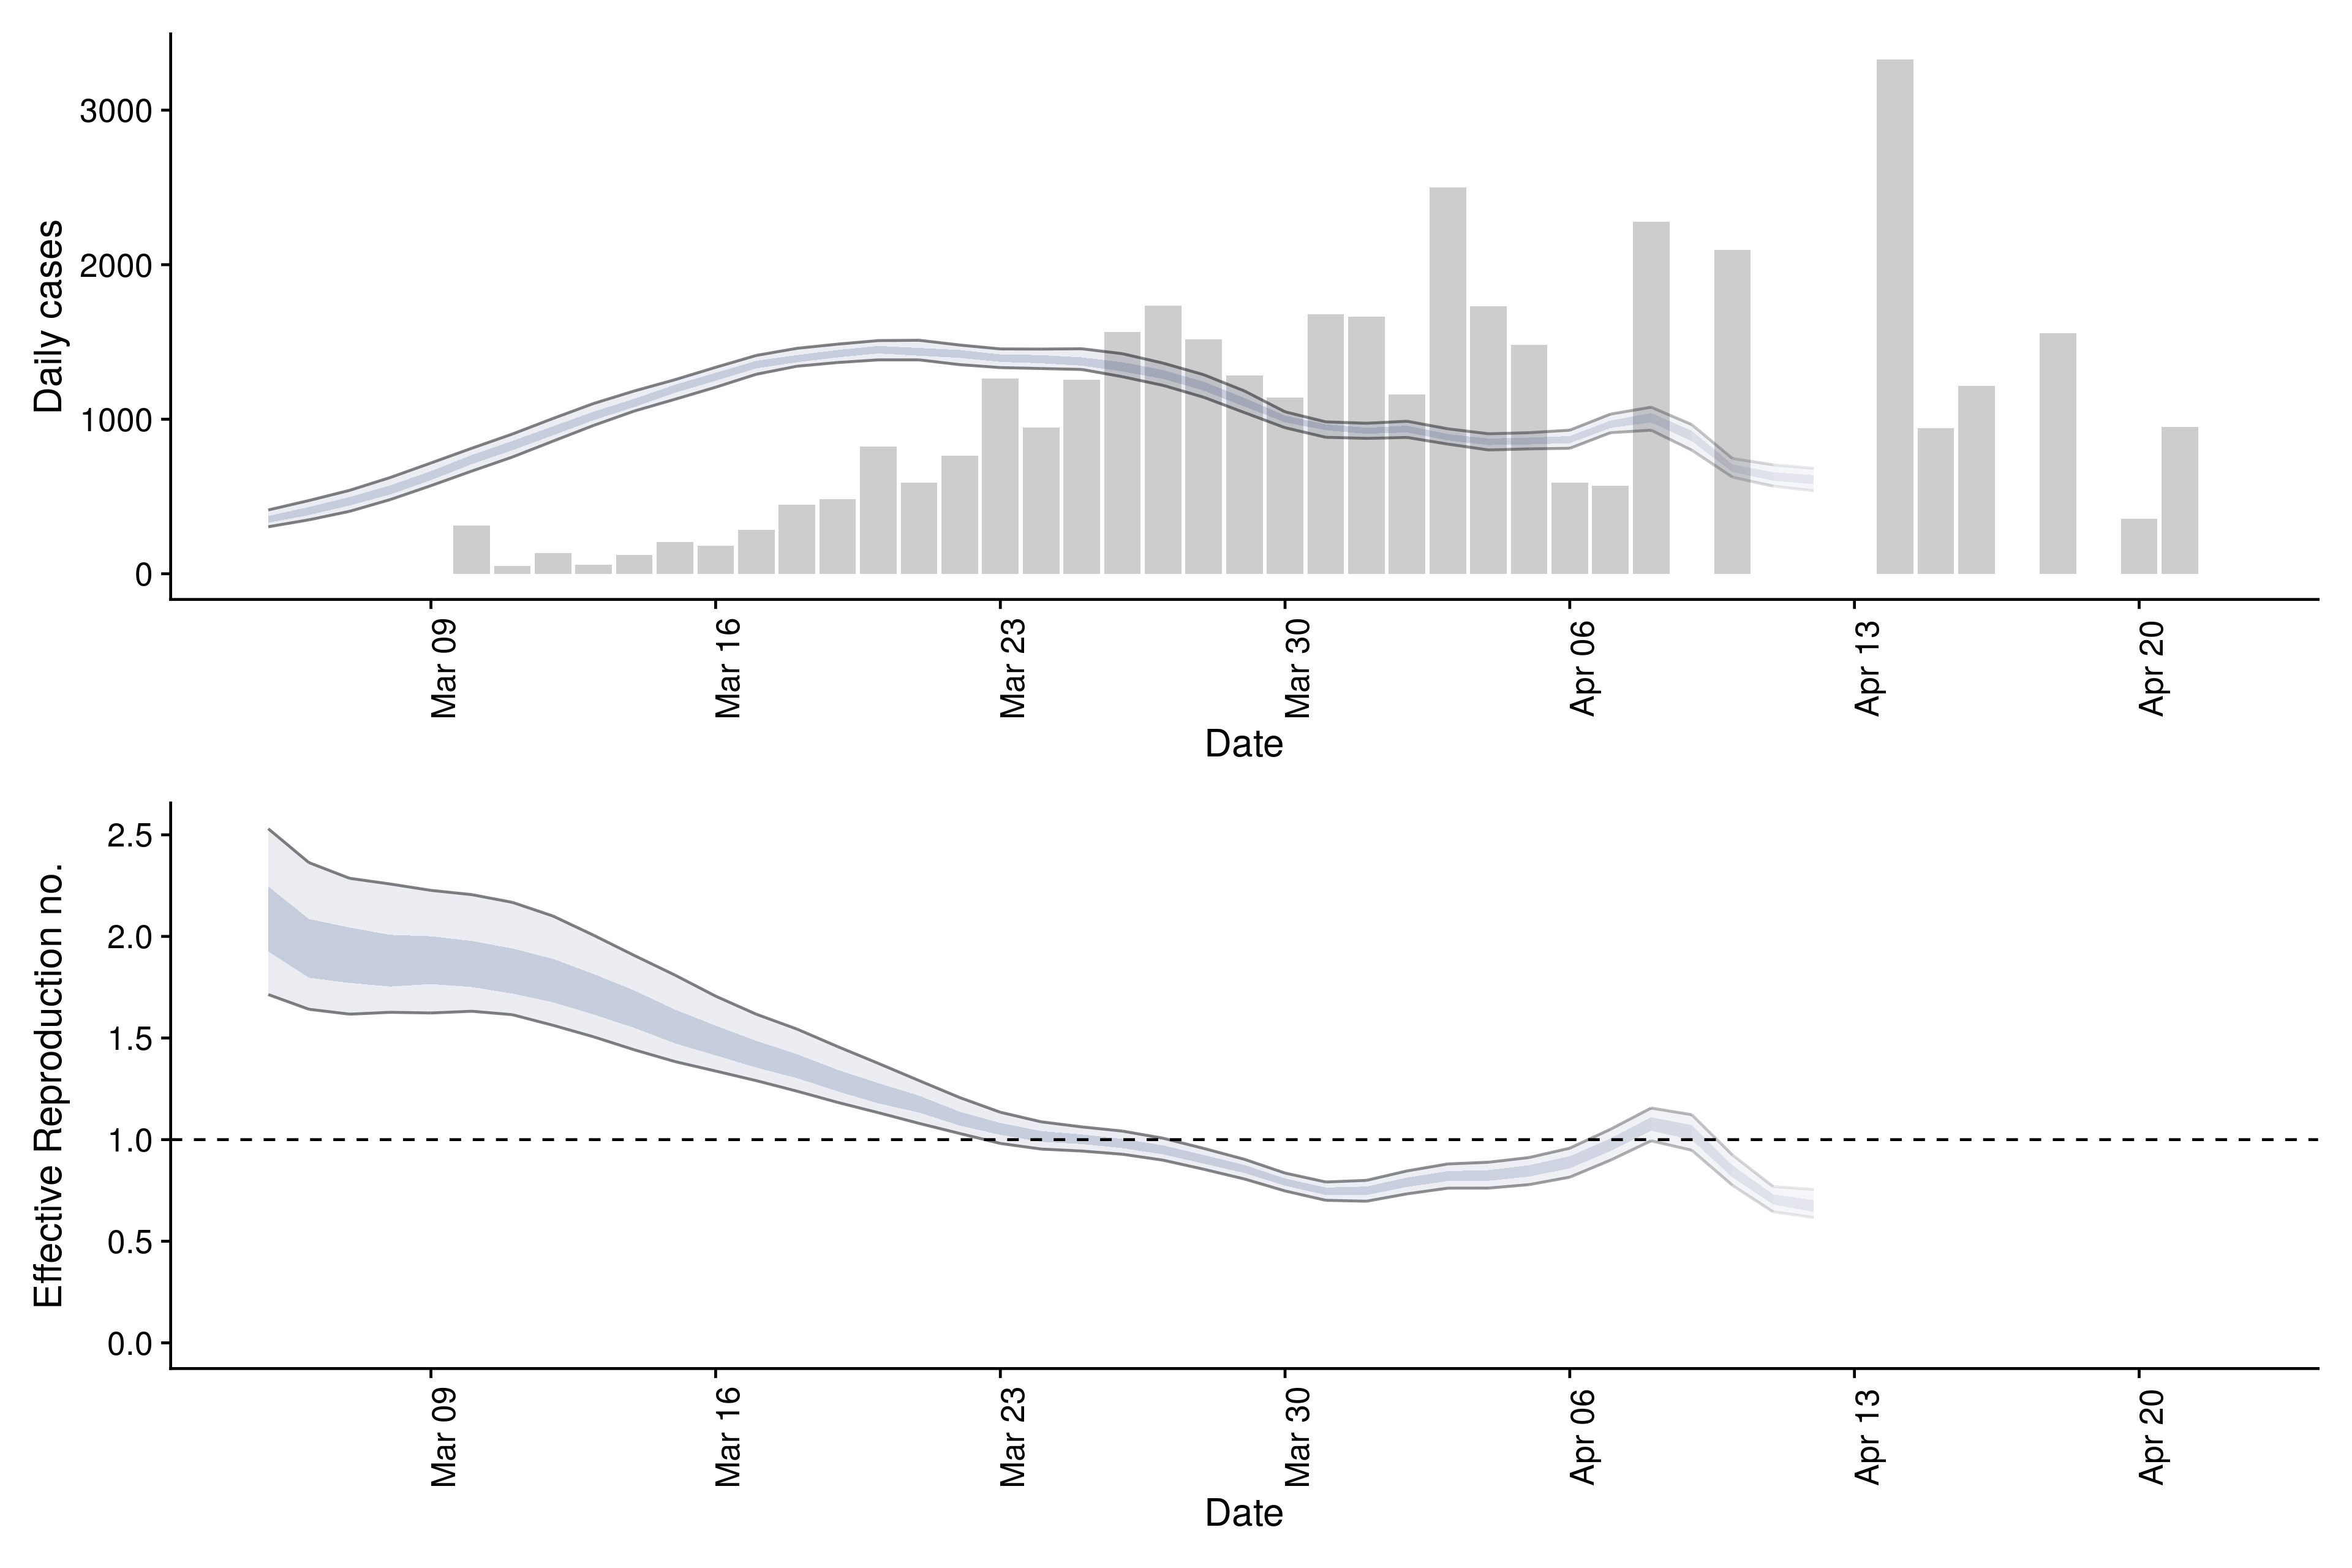 Daily cases
3000
2000
1000
0
Mar 09
Mar 16
Mar 23
Mar 30
Apr 06
Apr 13
Apr 20
Date
Effective Reproduction no.
2.5
2.0
1.5
1.0
0.5
0.0
Mar 09
Mar 16
Mar 23
Mar 30
Apr 06
Apr 13
Apr 20
Date